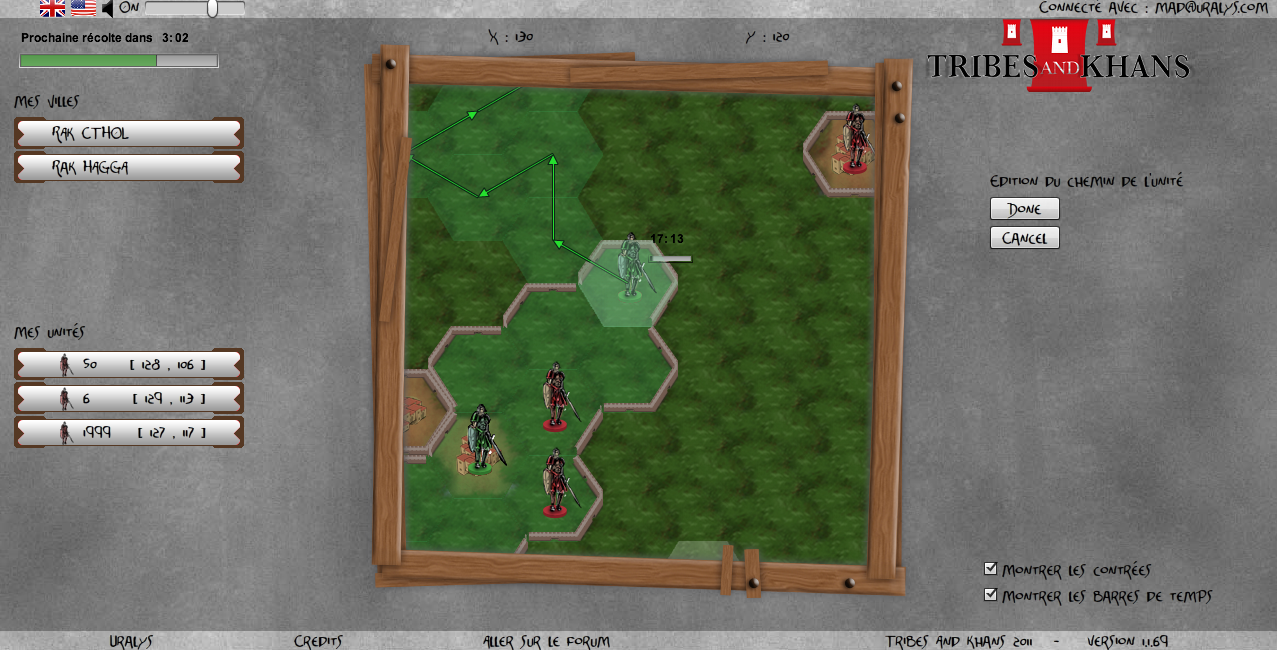 On
Connecté avec : mad@uralys.com
Prochaine récolte dans 3:02
X : 130
Y : 120
TRIBES AND KHANS
Mes villes
Rak Cthol
Rak Hagga
Edition du chemin de l'unité
Done
Cancel
17:13
Mes unités
50 [ 128 , 106 ]
6 [ 129 , 113 ]
1999 [ 127 , 117 ]
Montrer les contrées
Montrer les barres de temps
Uralys
Credits
Aller sur le forum
Tribes and Khans 2011 - version 1.1.69